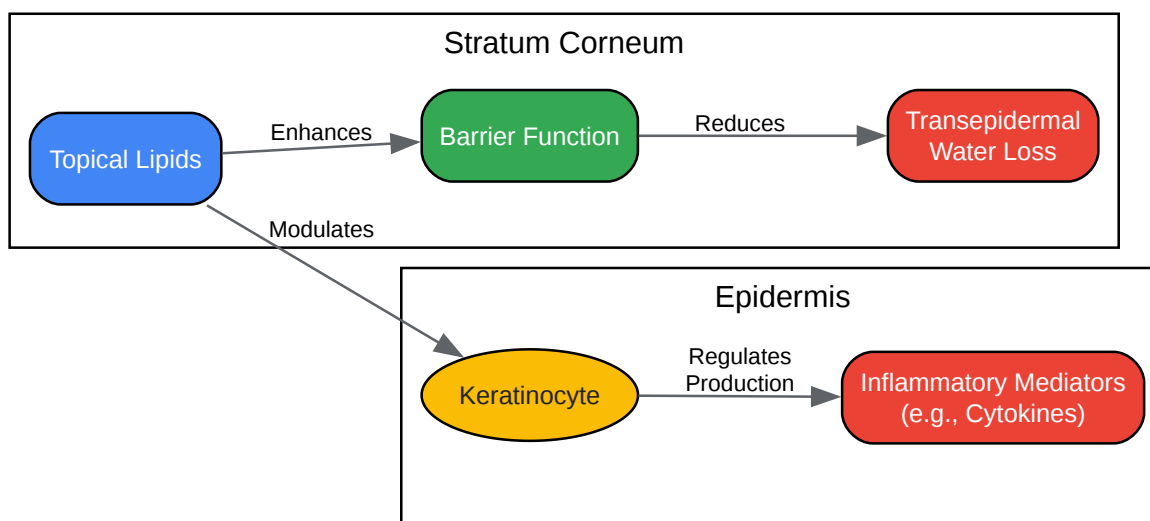 Stratum Corneum
Topical Lipids
Enhances
Barrier Function
Reduces
Transepidermal
Water Loss
Modulates
Epidermis
Keratinocyte
Regulates
Production
Inflammatory Mediators
(e.g., Cytokines)